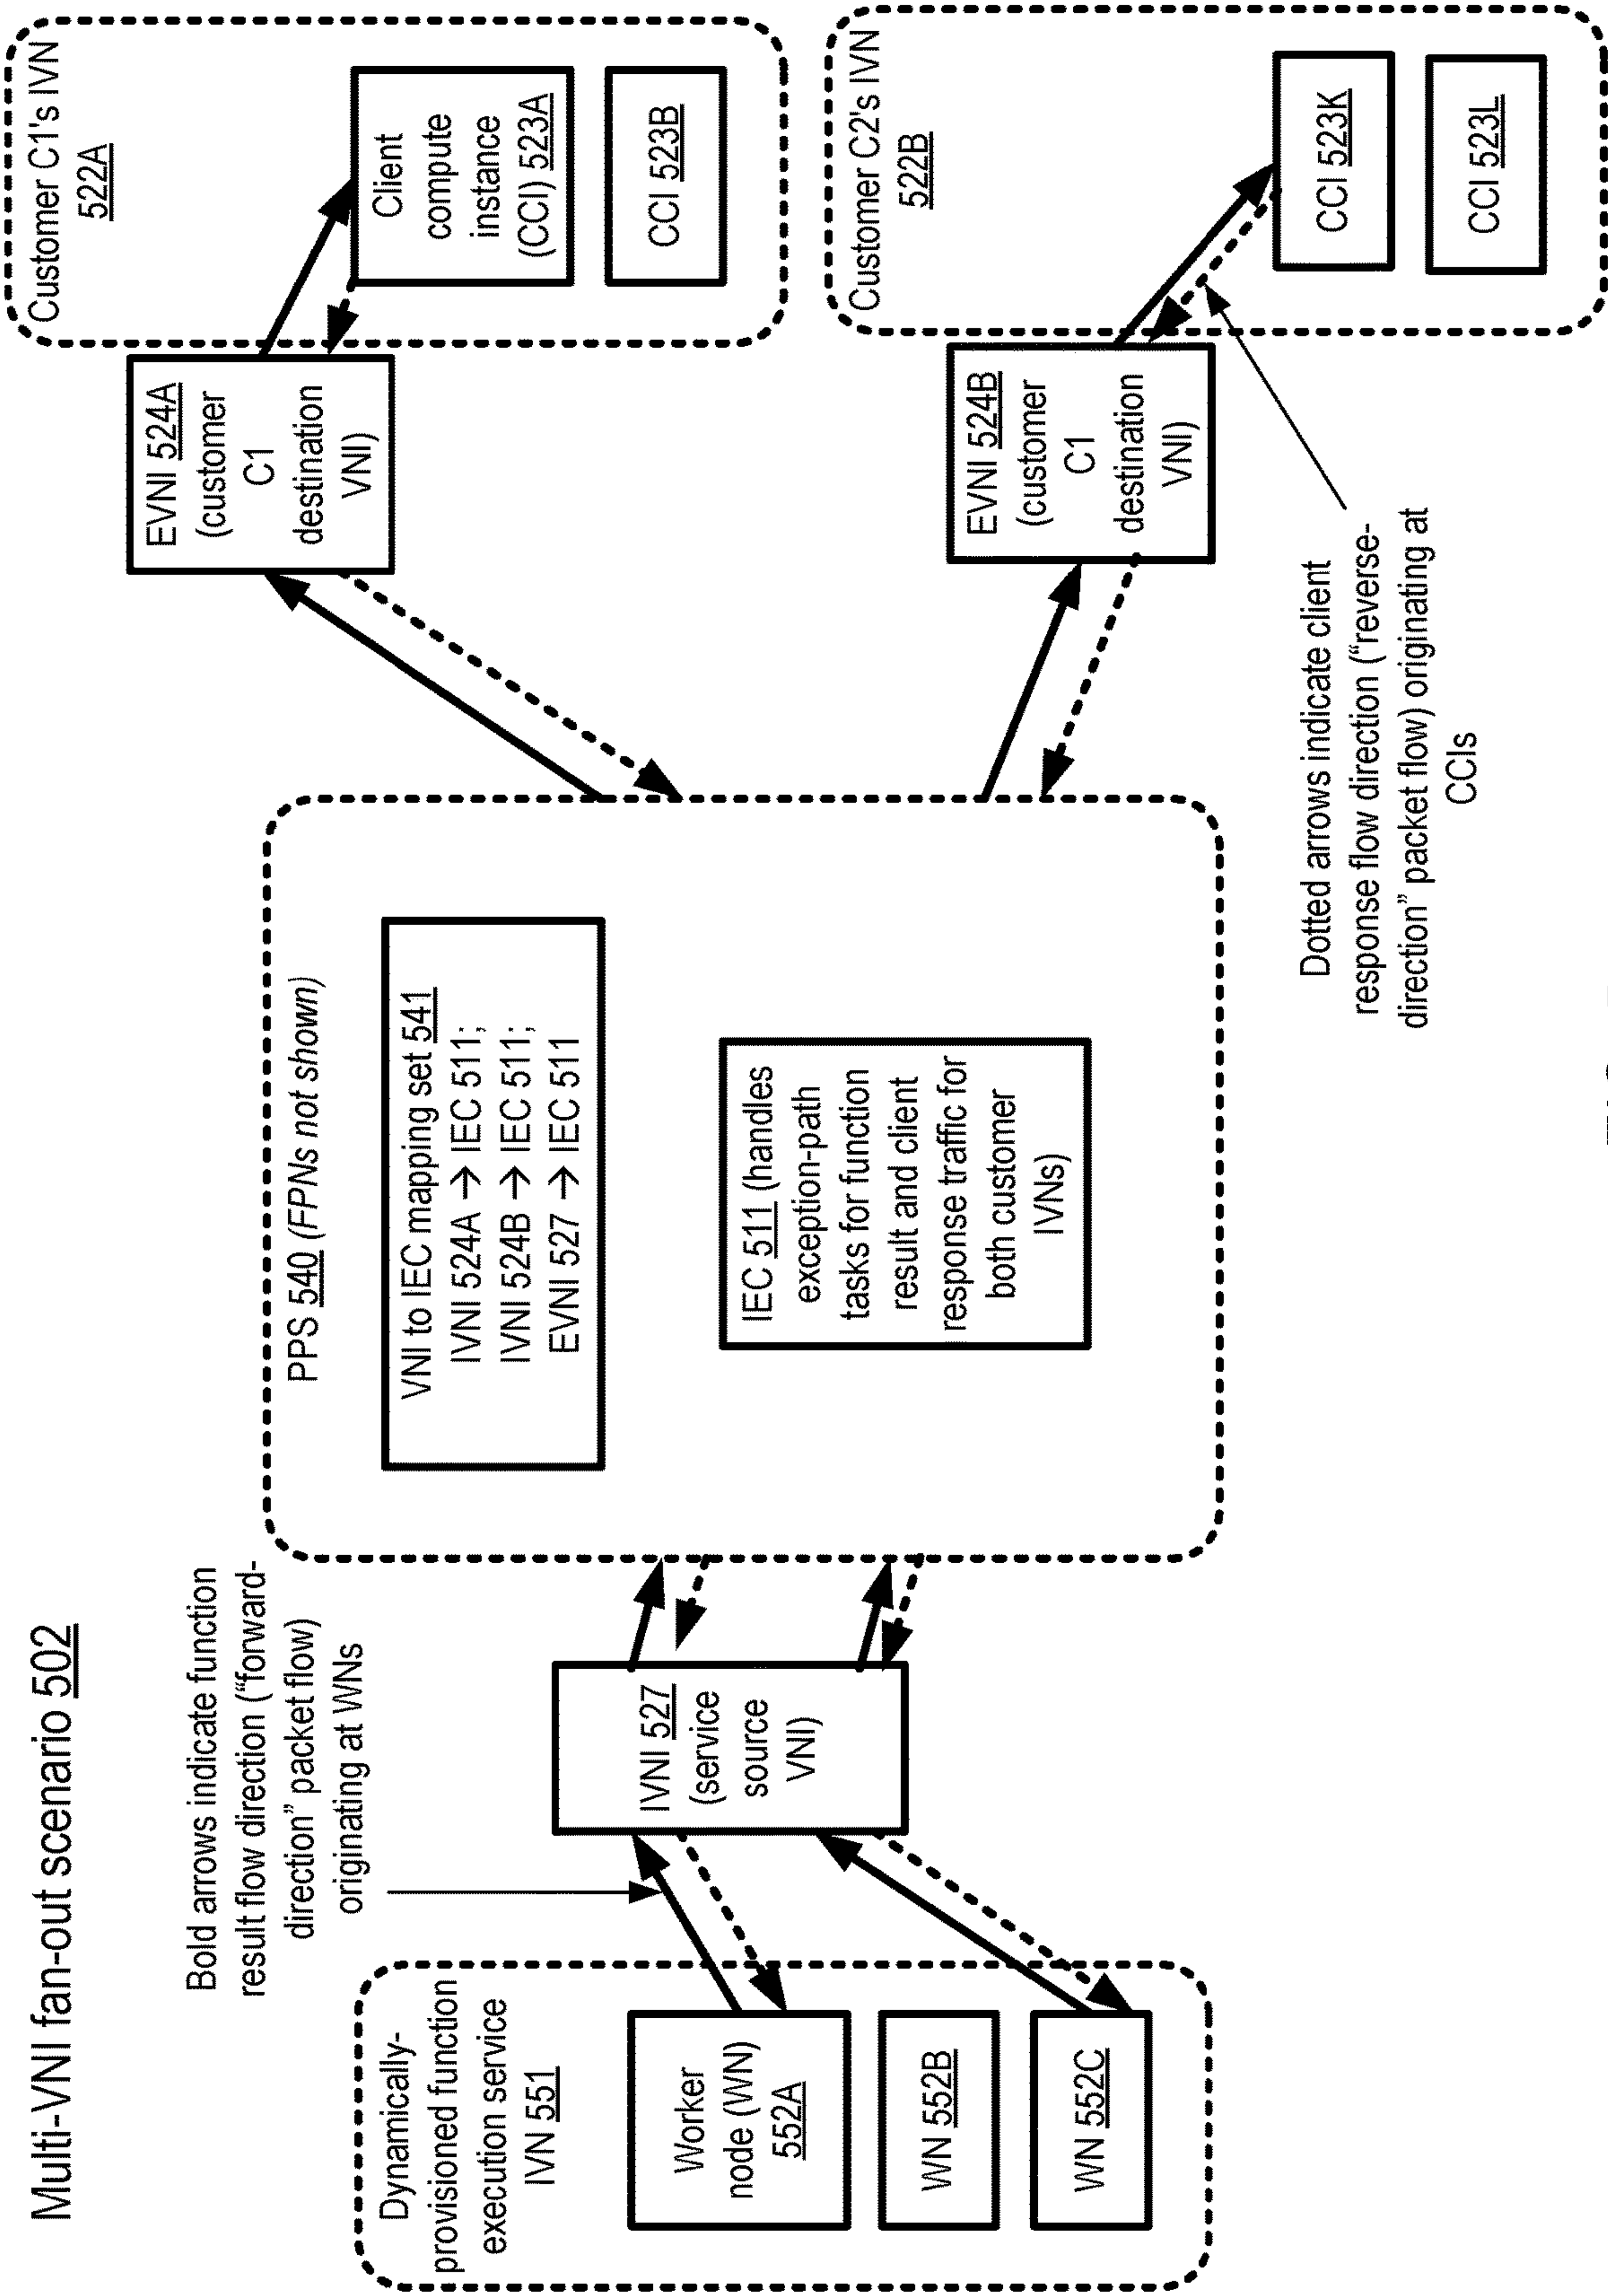 Multi-VNI fan-out scenario 502
Bold arrows indicate function
result flow direction (“forward-
direction” packet flow)
originating at WNs
Dynamically-
provisioned function
execution service
IVN 551
Worker
node (WN)
552A
WN 552B
WN 552C
IVNI 527
(service
source
VNI)
PPS 540 (FPNs not shown)
VNI to IEC mapping set 541
IVNI 524A → IEC 511;
IVNI 524B → IEC 511;
EVNI 527 → IEC 511
IEC 511 (handles
exception-path
tasks for function
result and client
response traffic for
both customer
IVNs)
EVNI 524A
(customer
C1
destination
VNI)
EVNI 524B
(customer
C1
destination
VNI)
Customer C1's IVN
522A
Client
compute
instance
(CCI) 523A
CCI 523B
Customer C2's IVN
522B
CCI 523K
CCI 523L
Dotted arrows indicate client
response flow direction (“reverse-
direction” packet flow) originating at
CCIs